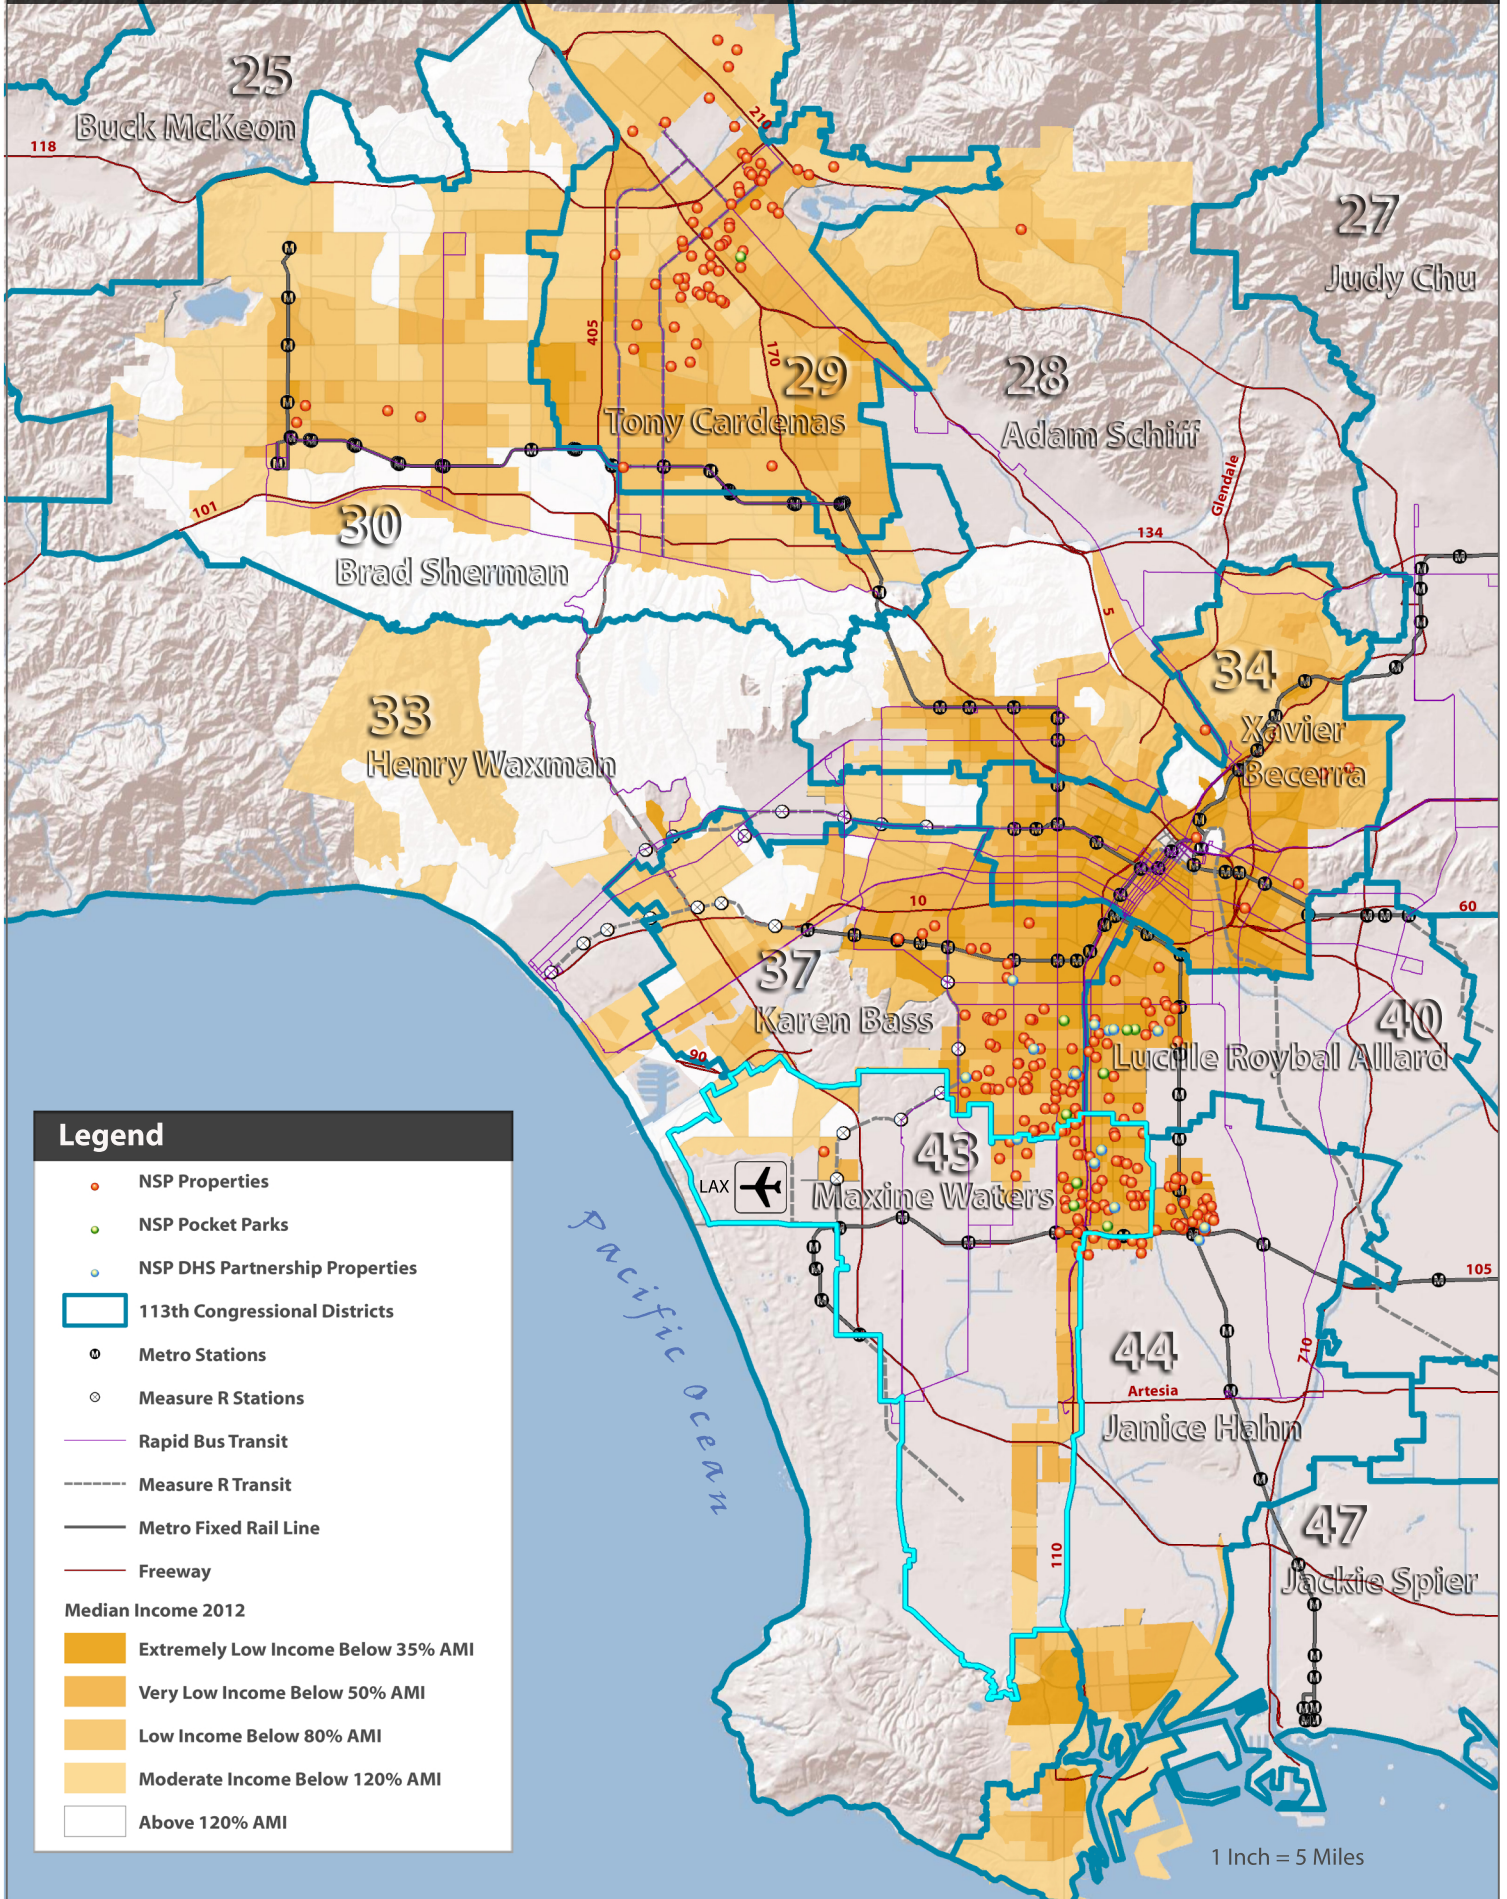 25
Buck McKeon
118
210
27
Judy Chu
405
170
29
Tony Cardenas
28
Adam Schiff
Glendale
101
30
Brad Sherman
134
5
34
Xavier
Becerra
33
Henry Waxman
10
60
37
Karen Bass
40
Lucille Roybal Allard
90
43
Maxine Waters
LAX
Pacific Ocean
105
44
Artesia
Janice Hahn
710
47
Jackie Spier
110
Legend
NSP Properties
NSP Pocket Parks
NSP DHS Partnership Properties
113th Congressional Districts
Metro Stations
Measure R Stations
Rapid Bus Transit
Measure R Transit
Metro Fixed Rail Line
Freeway
Median Income 2012
Extremely Low Income Below 35% AMI
Very Low Income Below 50% AMI
Low Income Below 80% AMI
Moderate Income Below 120% AMI
Above 120% AMI
1 Inch = 5 Miles